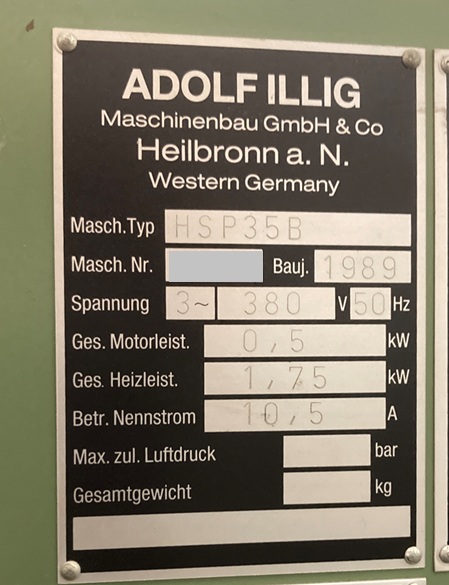 ADOLF ILLIG
Maschinenbau GmbH & Co
Heilbronn a. N.
Western Germany
Masch.Typ HSP35B
Masch. Nr. Bauj. 1989
Spannung 3~ 380 V 50 Hz
Ges. Motorleist. 0,5 kW
Ges. Heizleist. 1,75 kW
Betr. Nennstrom 10,5 A
Max. zul. Luftdruck bar
Gesamtgewicht kg